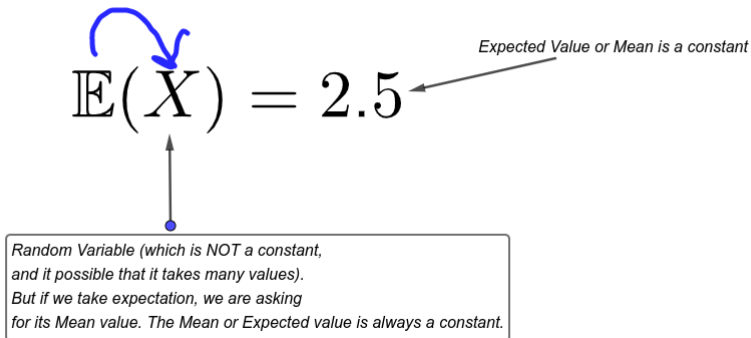 Expected Value or Mean is a constant
𝔼(X) = 2.5
Random Variable (which is NOT a constant,
and it possible that it takes many values).
But if we take expectation, we are asking
for its Mean value. The Mean or Expected value is always a constant.